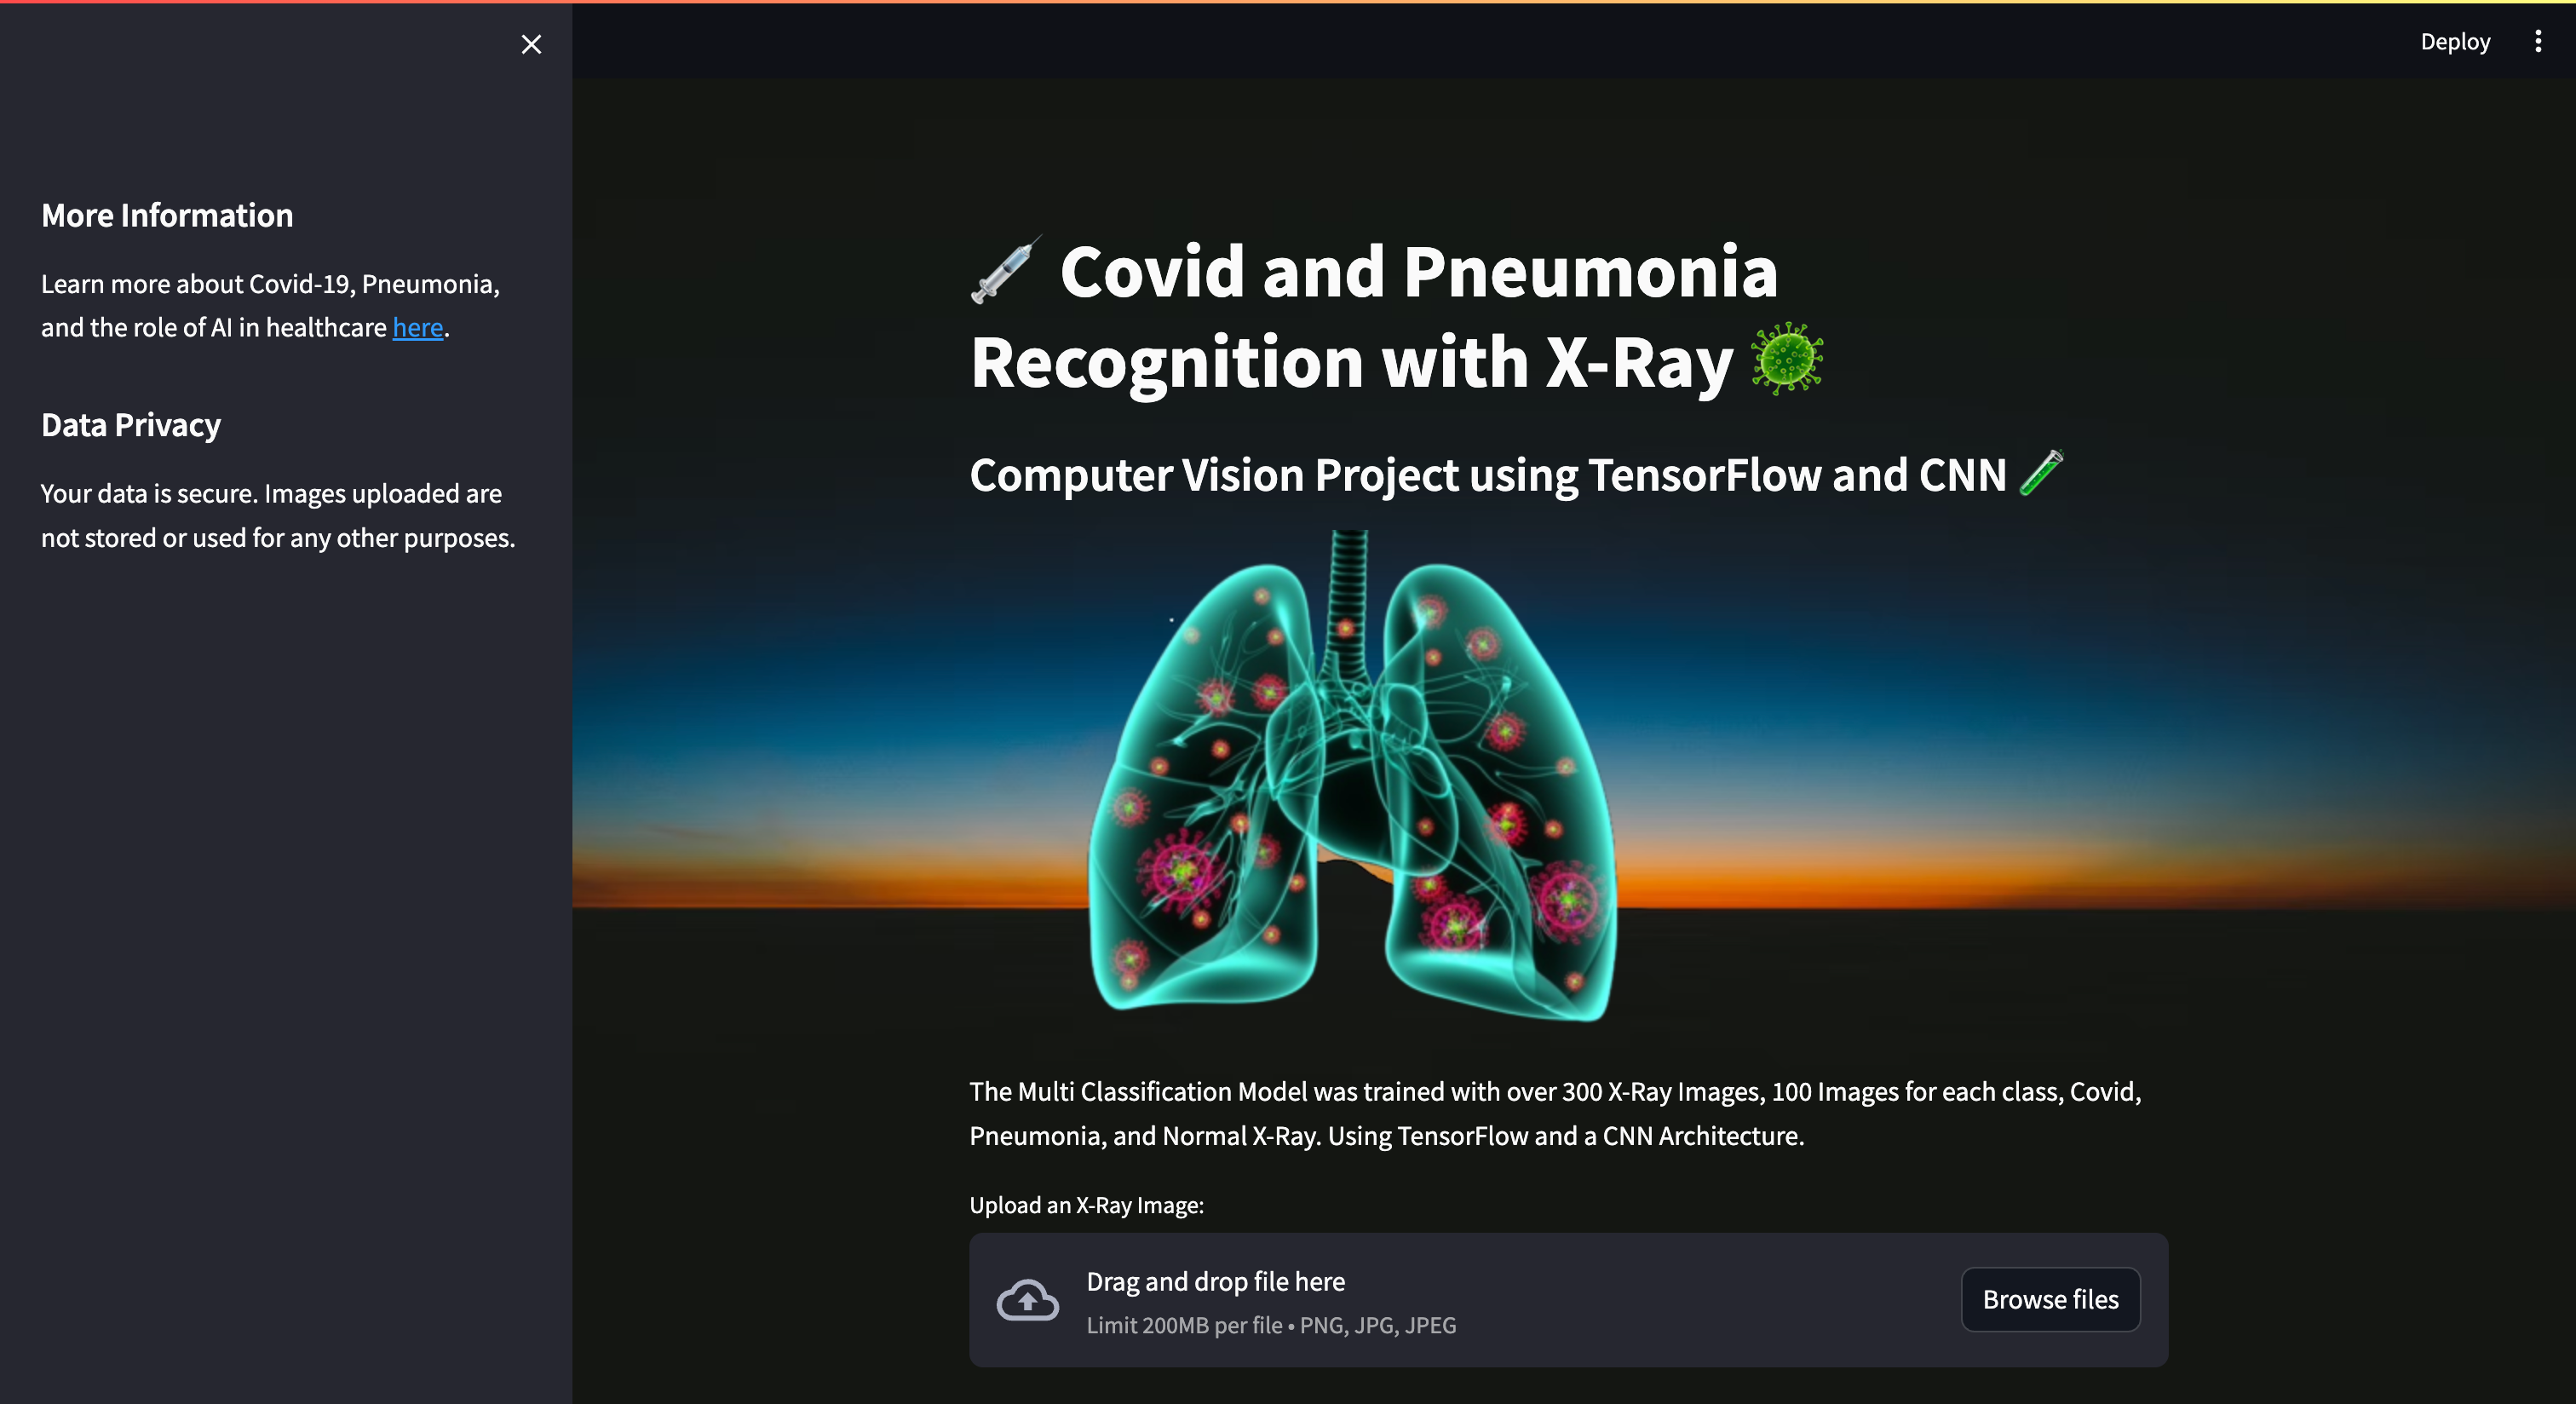 Deploy
More Information
Learn more about Covid-19, Pneumonia,
and the role of AI in healthcare here.
Data Privacy
Your data is secure. Images uploaded are
not stored or used for any other purposes.
Covid and Pneumonia
Recognition with X-Ray
Computer Vision Project using TensorFlow and CNN
The Multi Classification Model was trained with over 300 X-Ray Images, 100 Images for each class, Covid,
Pneumonia, and Normal X-Ray. Using TensorFlow and a CNN Architecture.
Upload an X-Ray Image:
Drag and drop file here
Limit 200MB per file • PNG, JPG, JPEG
Browse files